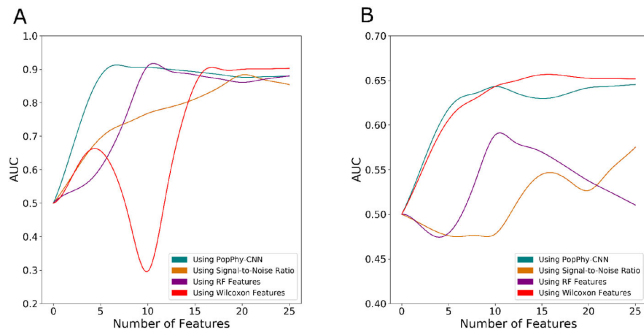 A
B
1.0
0.9
0.8
0.7
0.6
0.5
0.4
0.3
0.2
AUC
0 5 10 15 20 25
Number of Features
Using PopPhy-CNN
Using Signal-to-Noise Ratio
Using RF Features
Using Wilcoxon Features
0.70
0.65
0.60
0.55
0.50
0.45
0.40
AUC
0 5 10 15 20 25
Number of Features
Using PopPhy-CNN
Using Signal-to-Noise Ratio
Using RF Features
Using Wilcoxon Features